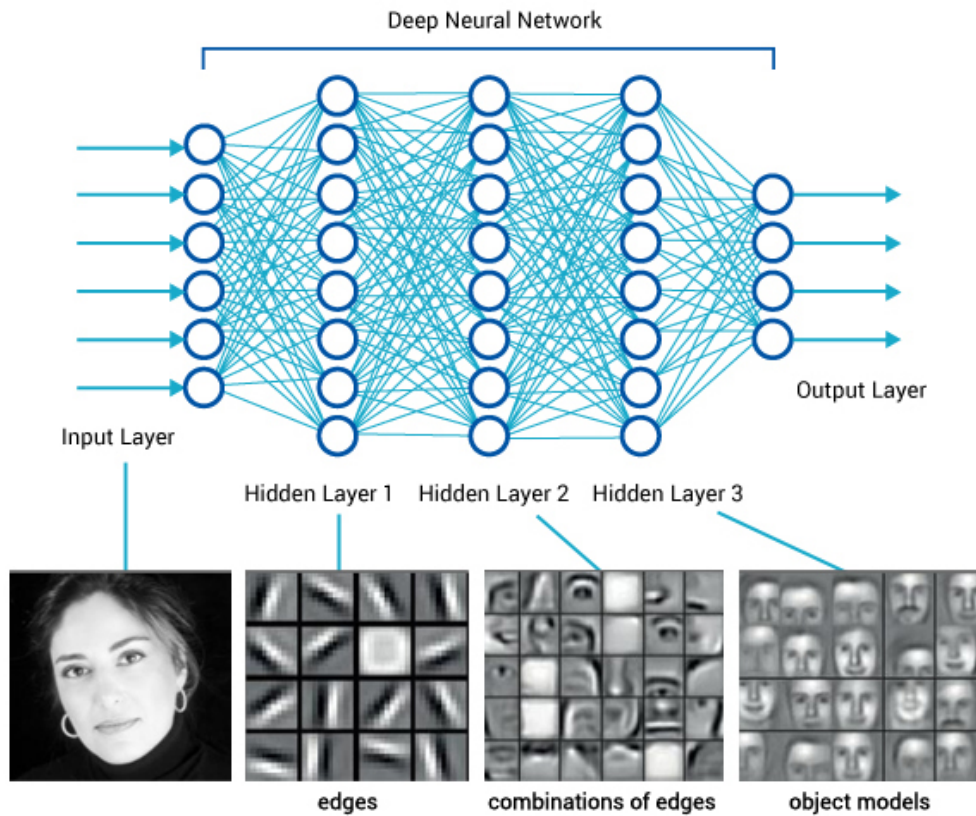 Deep Neural Network
Output Layer
Input Layer
Hidden Layer 1
Hidden Layer 2
Hidden Layer 3
edges
combinations of edges
object models